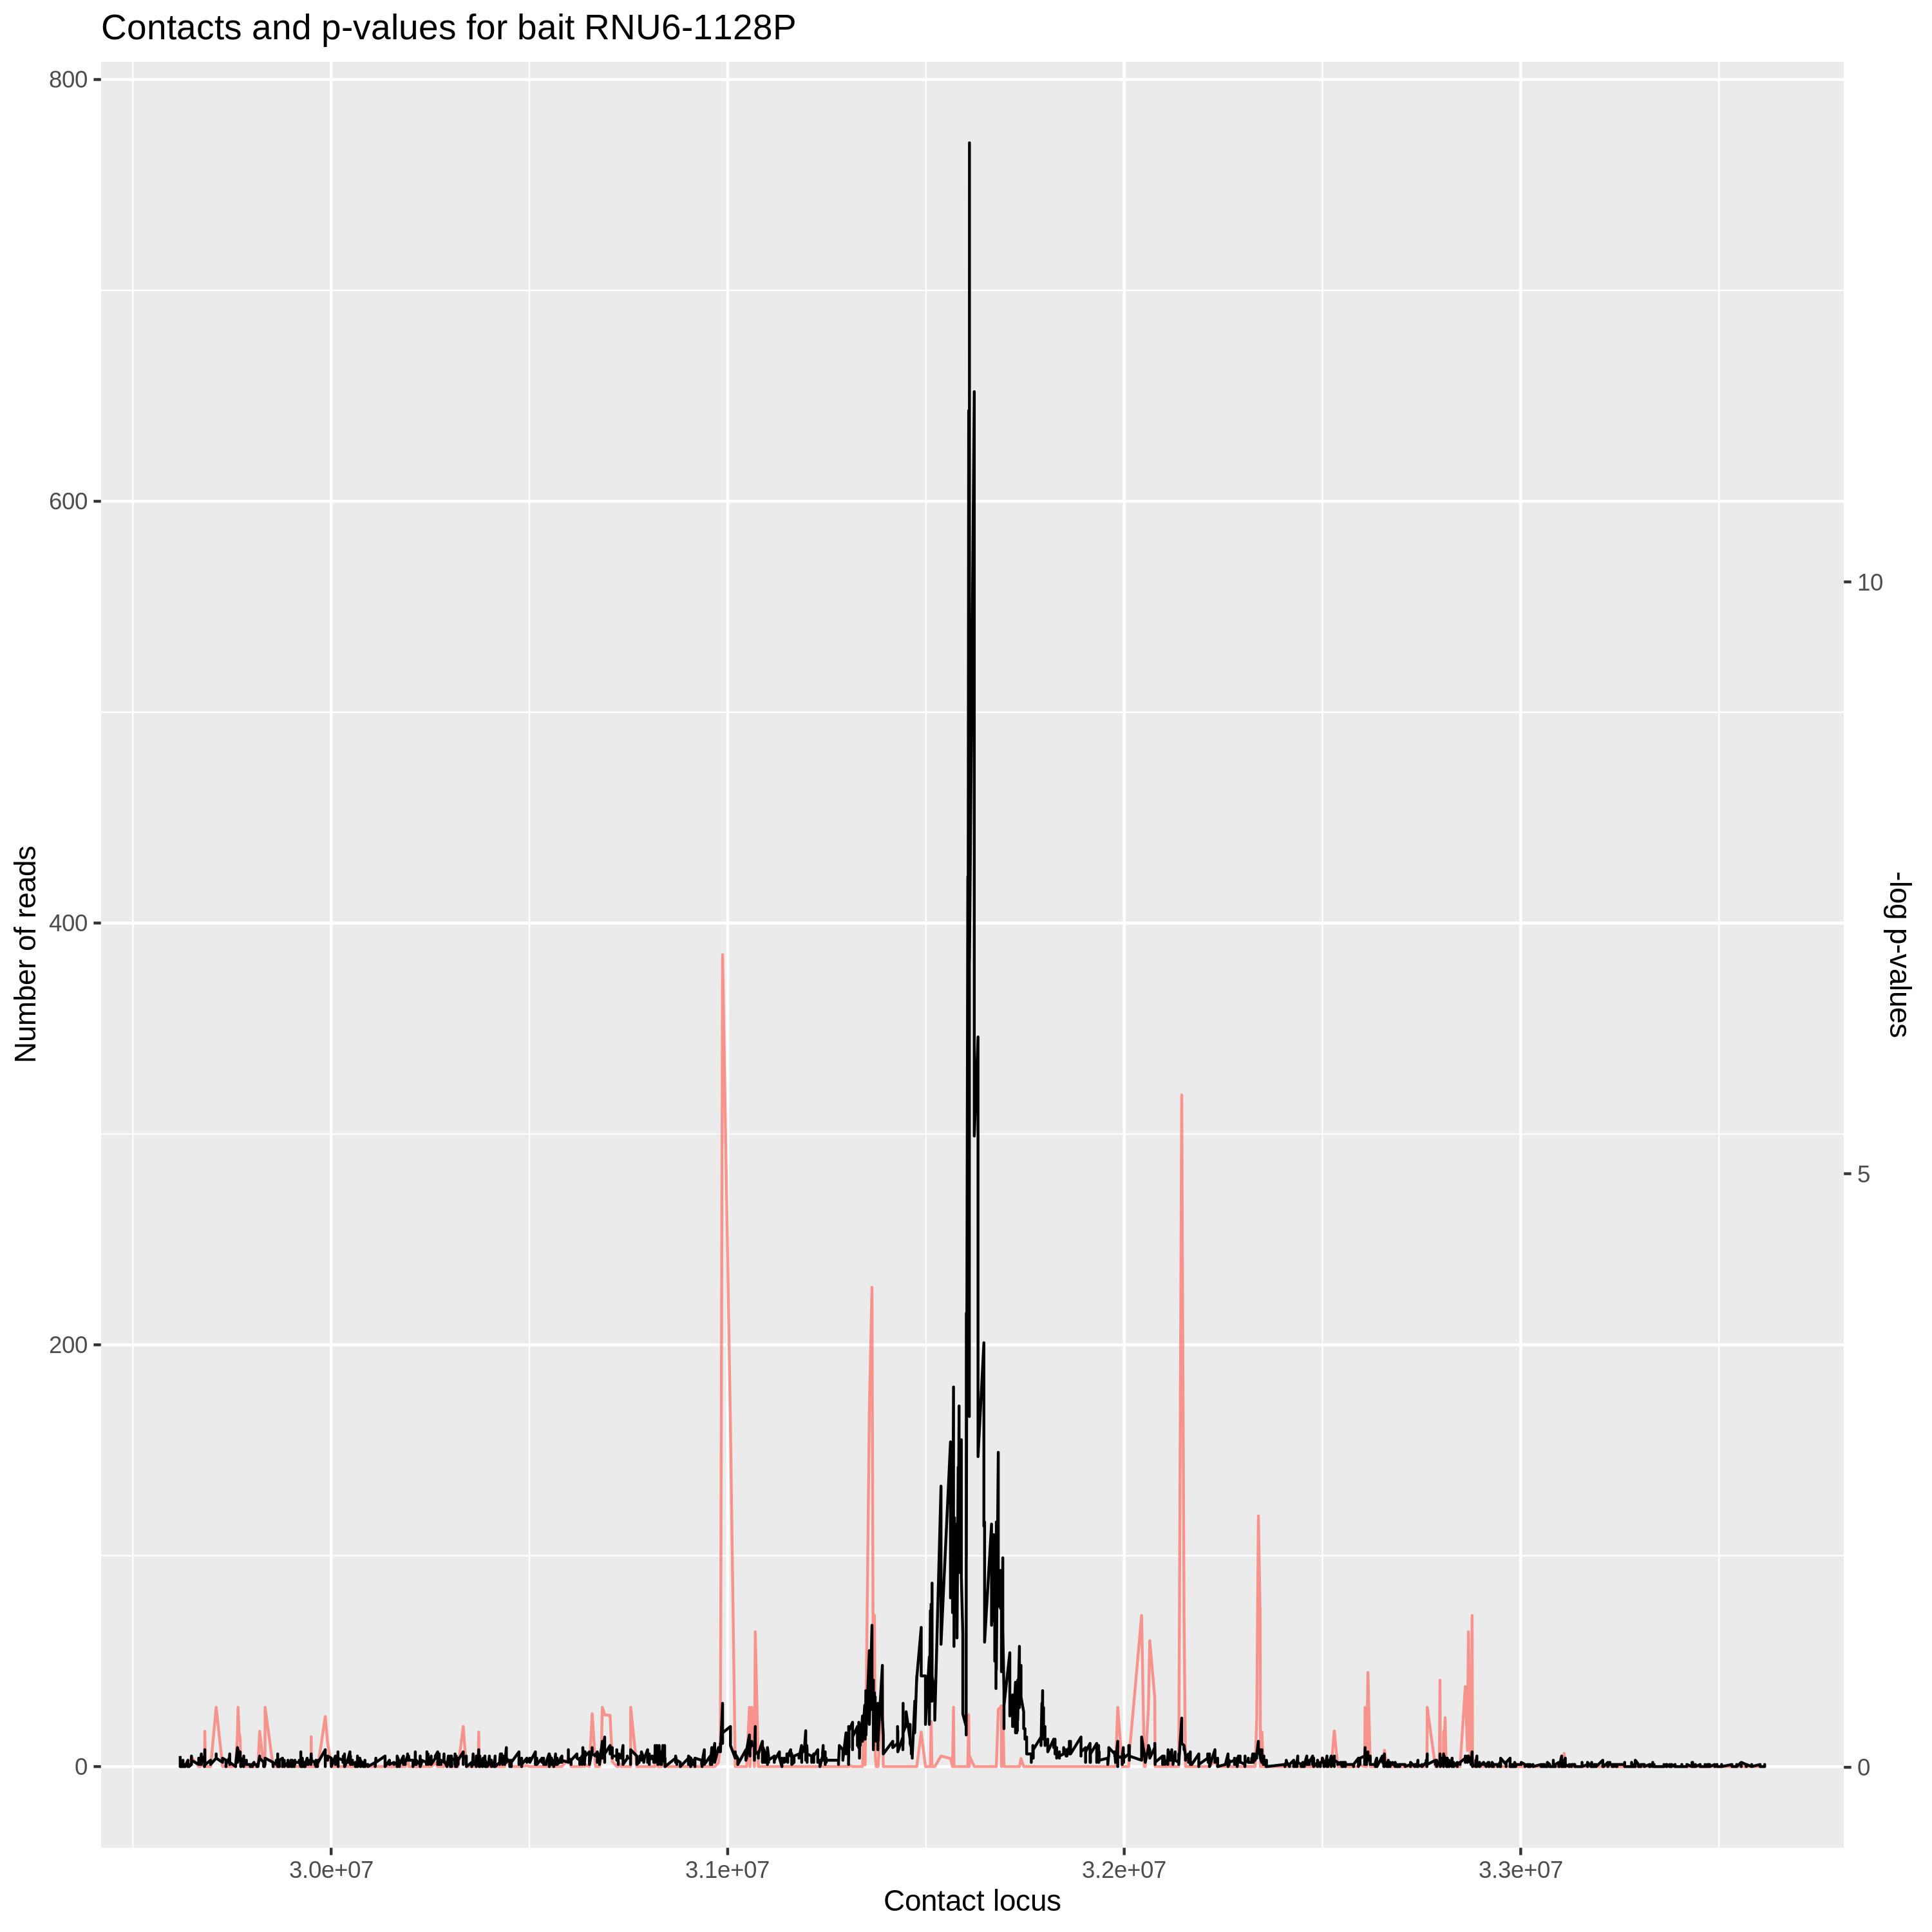 Contacts and p-values for bait RNU6-1128P
800
600
400
200
0
Number of reads
10
5
0
-log p-values
3.0e+07
3.1e+07
3.2e+07
3.3e+07
Contact locus